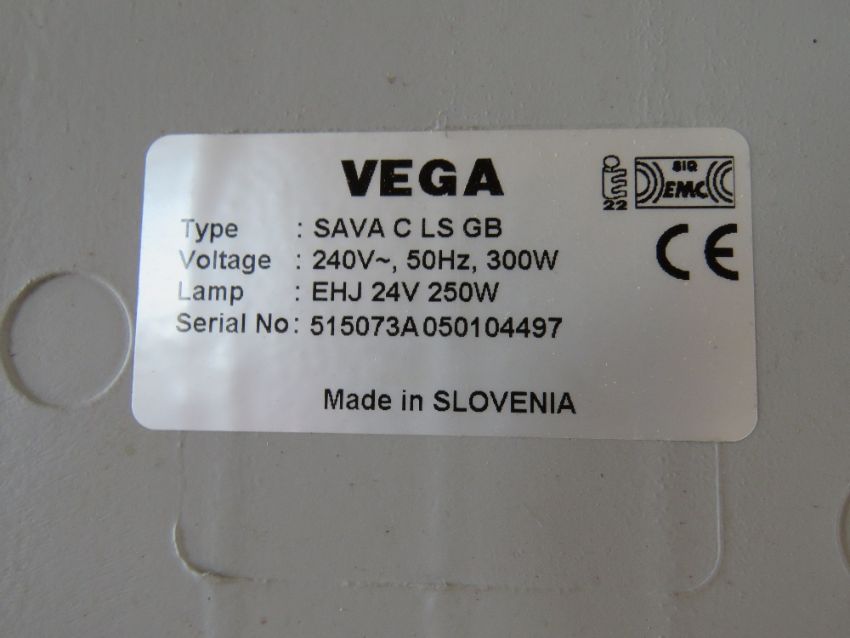 VEGA
Type : SAVA C LS GB
Voltage : 240V~, 50Hz, 300W
Lamp : EHJ 24V 250W
Serial No : 515073A050104497
Made in SLOVENIA
SIQ
EMC
22
CE